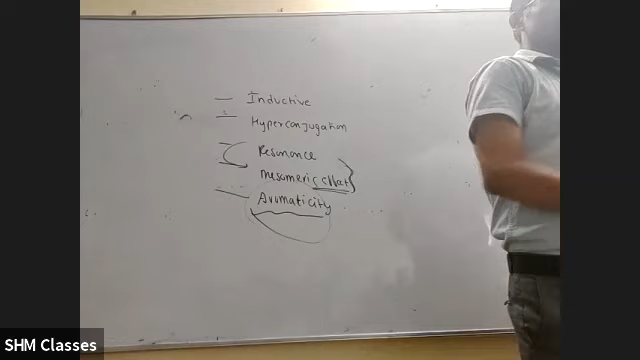 Inductive
Hyperconjugation
Resonance
mesomeric effect
Aromaticity
SHM Classes